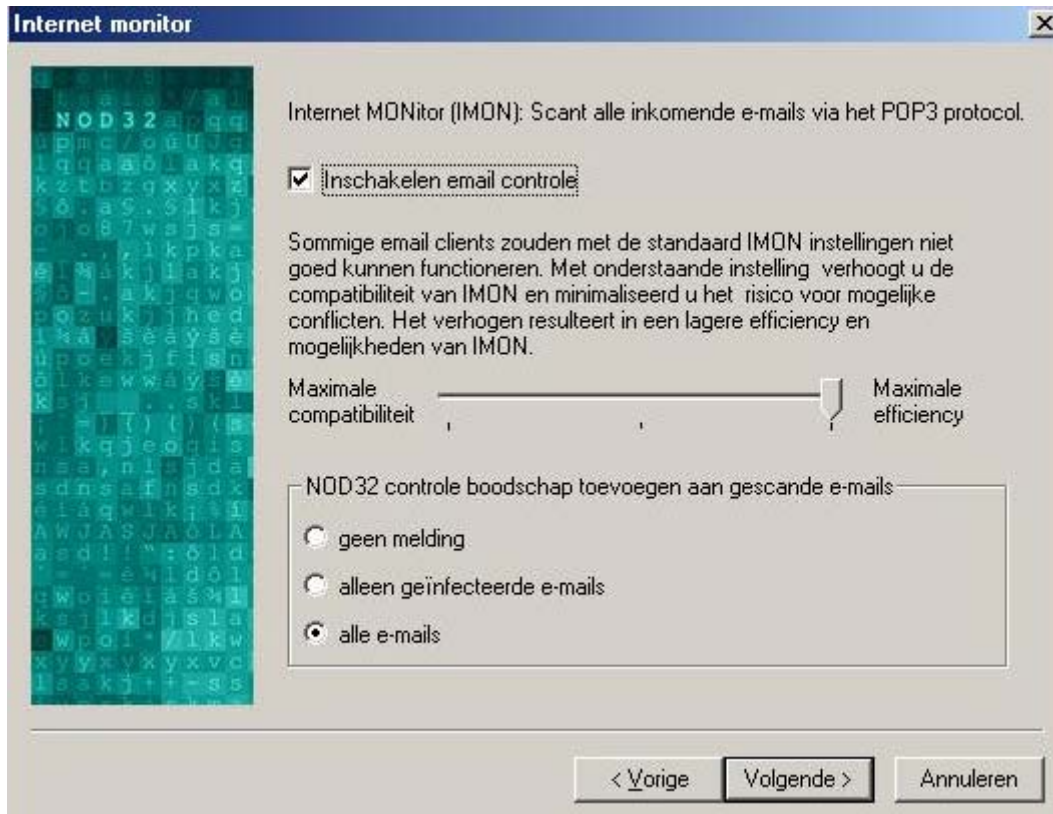 Internet monitor
NOD32
Internet MONitor (IMON): Scant alle inkomende e-mails via het POP3 protocol.
Inschakelen email controle
Sommige email clients zouden met de standaard IMON instellingen niet
goed kunnen functioneren. Met onderstaande instelling verhoogt u de
compatibiliteit van IMON en minimaliseerd u het risico voor mogelijke
conflicten. Het verhogen resulteert in een lagere efficiency en
mogelijkheden van IMON.
Maximale
compatibiliteit
Maximale
efficiency
NOD32 controle boodschap toevoegen aan gescande e-mails
geen melding
alleen geïnfecteerde e-mails
alle e-mails
< Vorige
Volgende >
Annuleren